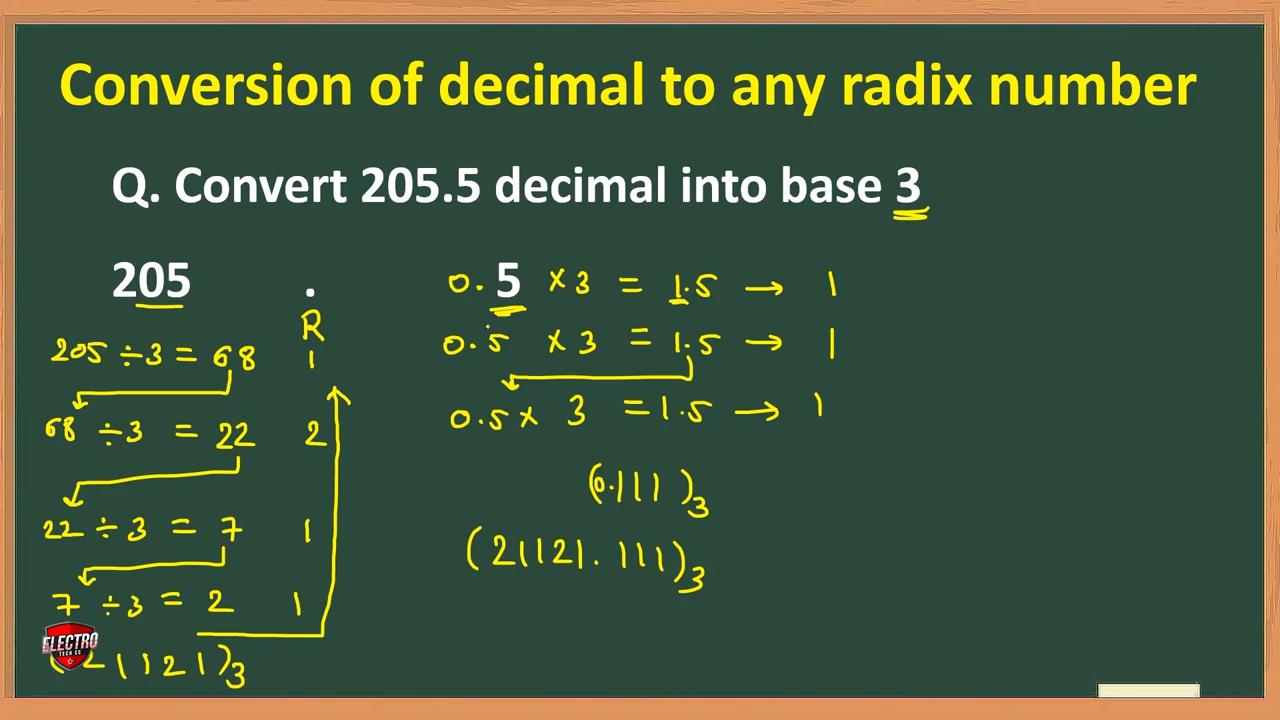 Conversion of decimal to any radix number
Q. Convert 205.5 decimal into base 3
205 . 0.5 × 3 = 1.5 → 1
R
205 ÷ 3 = 68 1
0.5 × 3 = 1.5 → 1
68 ÷ 3 = 22 2
0.5 × 3 = 1.5 → 1
22 ÷ 3 = 7 1
(0.111)3
7 ÷ 3 = 2 1
(21121.111)3
(21121)3
ELECTRO
TECH CC